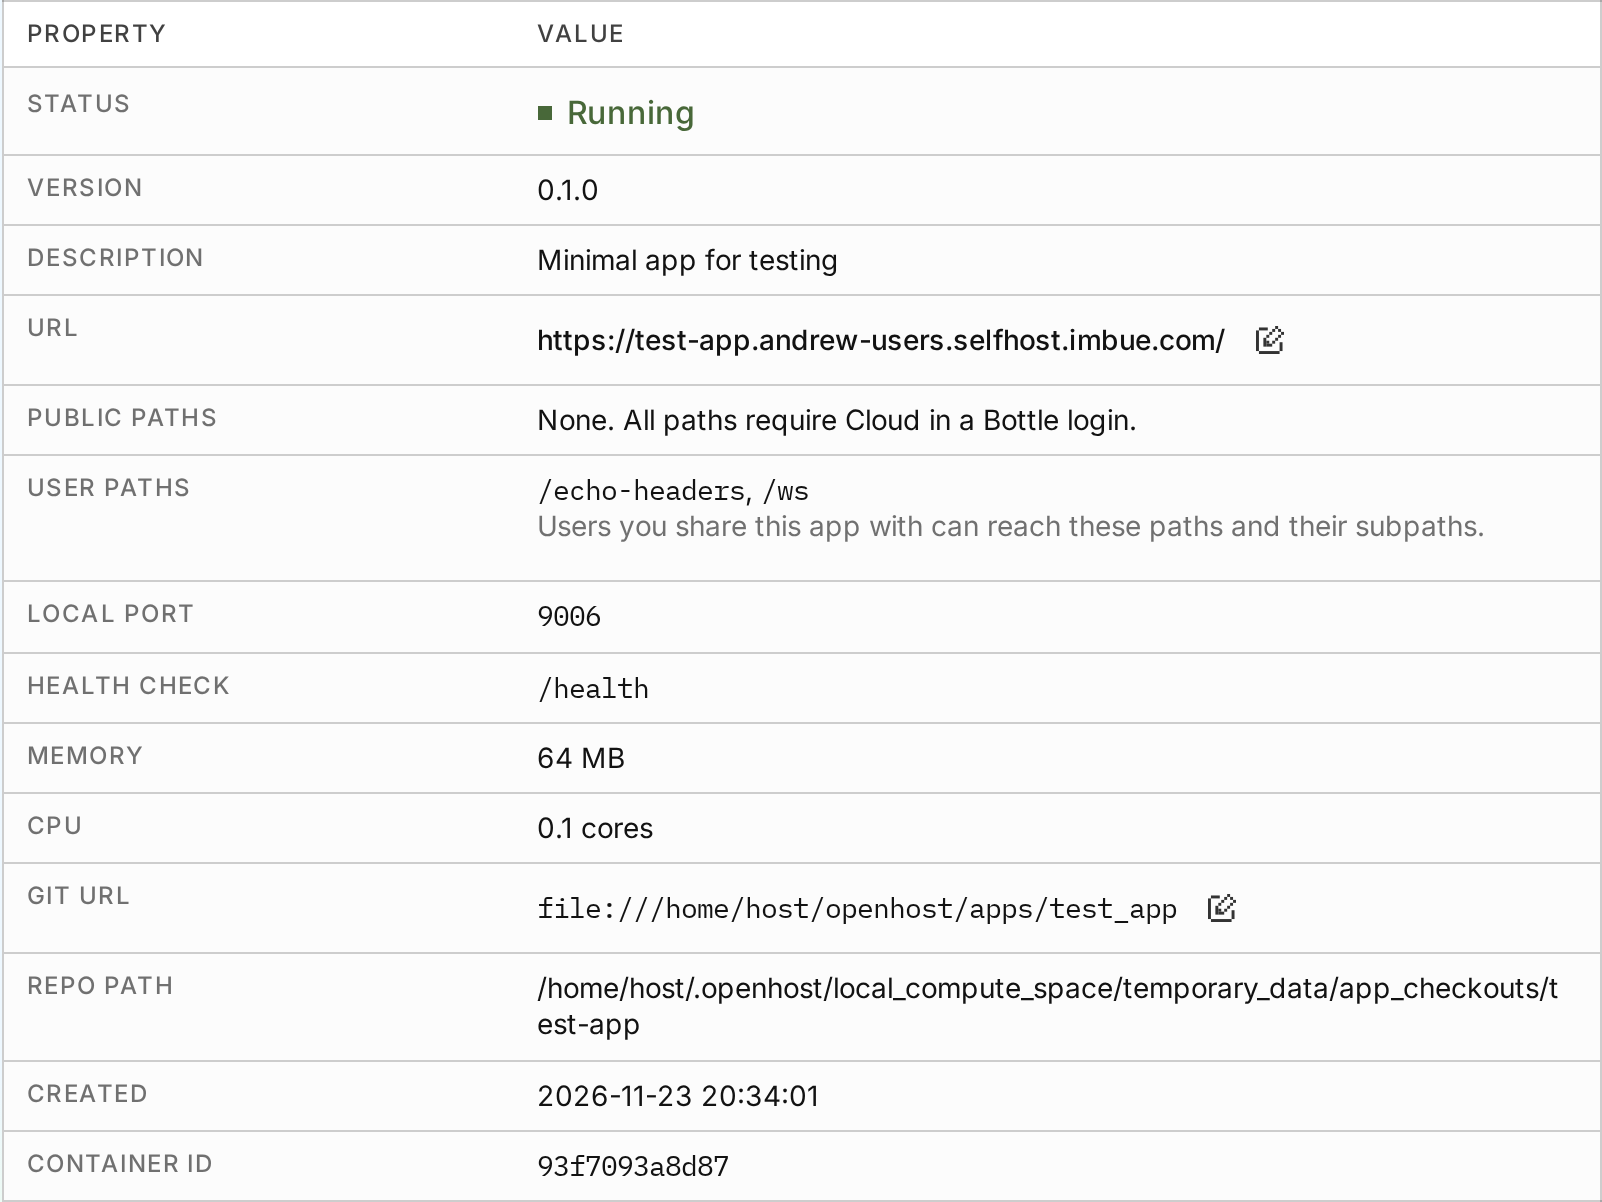 PROPERTY VALUE
STATUS Running
VERSION 0.1.0
DESCRIPTION Minimal app for testing
URL https://test-app.andrew-users.selfhost.imbue.com/
PUBLIC PATHS None. All paths require Cloud in a Bottle login.
USER PATHS /echo-headers, /ws
Users you share this app with can reach these paths and their subpaths.
LOCAL PORT 9006
HEALTH CHECK /health
MEMORY 64 MB
CPU 0.1 cores
GIT URL file:///home/host/openhost/apps/test_app
REPO PATH /home/host/.openhost/local_compute_space/temporary_data/app_checkouts/t
est-app
CREATED 2026-11-23 20:34:01
CONTAINER ID 93f7093a8d87